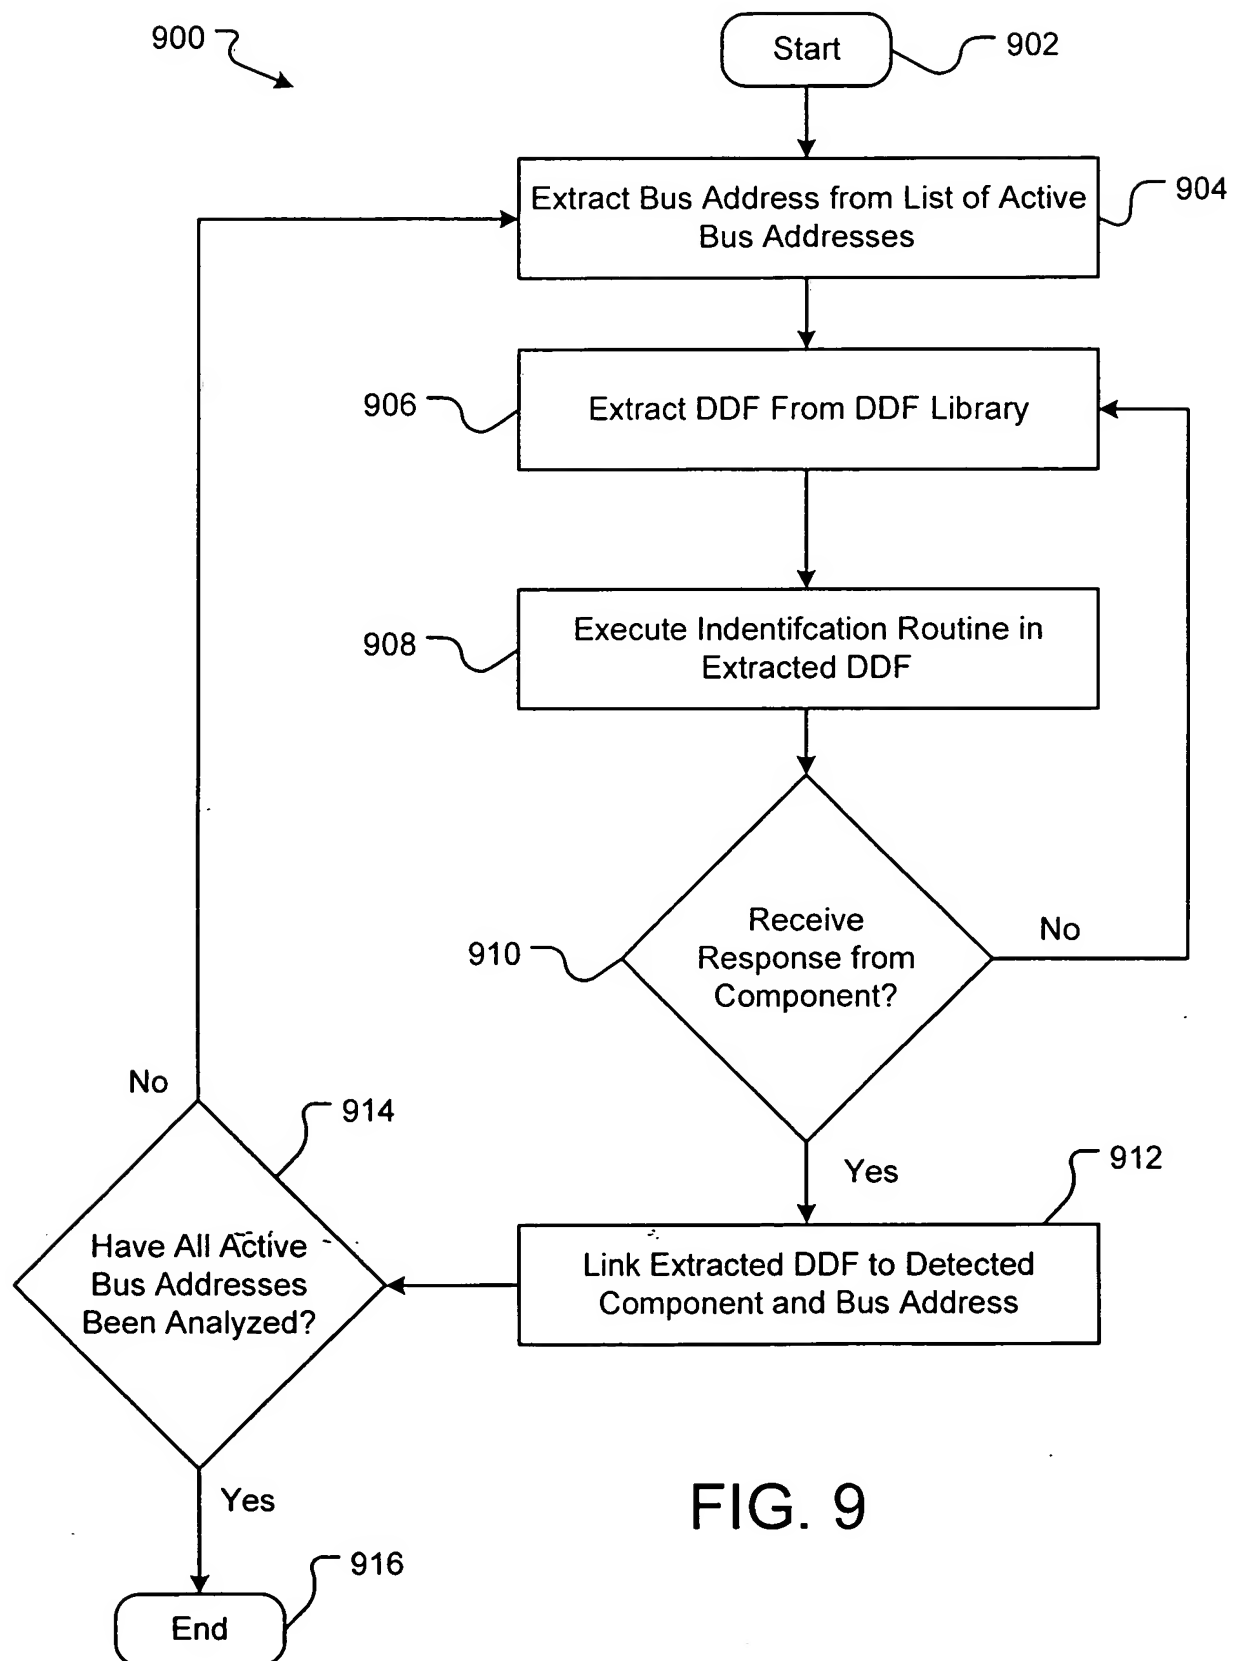 900
Start
902
Extract Bus Address from List of Active
Bus Addresses
904
906
Extract DDF From DDF Library
908
Execute Indentifcation Routine in
Extracted DDF
910
Receive
Response from
Component?
No
Yes
912
Link Extracted DDF to Detected
Component and Bus Address
No
914
Have All Active
Bus Addresses
Been Analyzed?
Yes
916
End
FIG. 9